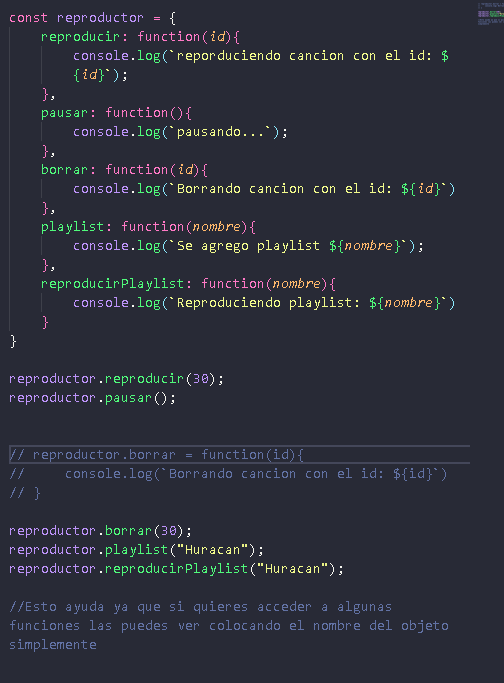 const reproductor = {
    reproducir: function(id){
        console.log(`reporduciendo cancion con el id: $
        {id}`);
    },
    pausar: function(){
        console.log(`pausando...`);
    },
    borrar: function(id){
        console.log(`Borrando cancion con el id: ${id}`)
    },
    playlist: function(nombre){
        console.log(`Se agrego playlist ${nombre}`);
    },
    reproducirPlaylist: function(nombre){
        console.log(`Reproduciendo playlist: ${nombre}`)
    }
}

reproductor.reproducir(30);
reproductor.pausar();

// reproductor.borrar = function(id){
//     console.log(`Borrando cancion con el id: ${id}`)
// }

reproductor.borrar(30);
reproductor.playlist("Huracan");
reproductor.reproducirPlaylist("Huracan");

//Esto ayuda ya que si quieres acceder a algunas
funciones las puedes ver colocando el nombre del objeto
simplemente